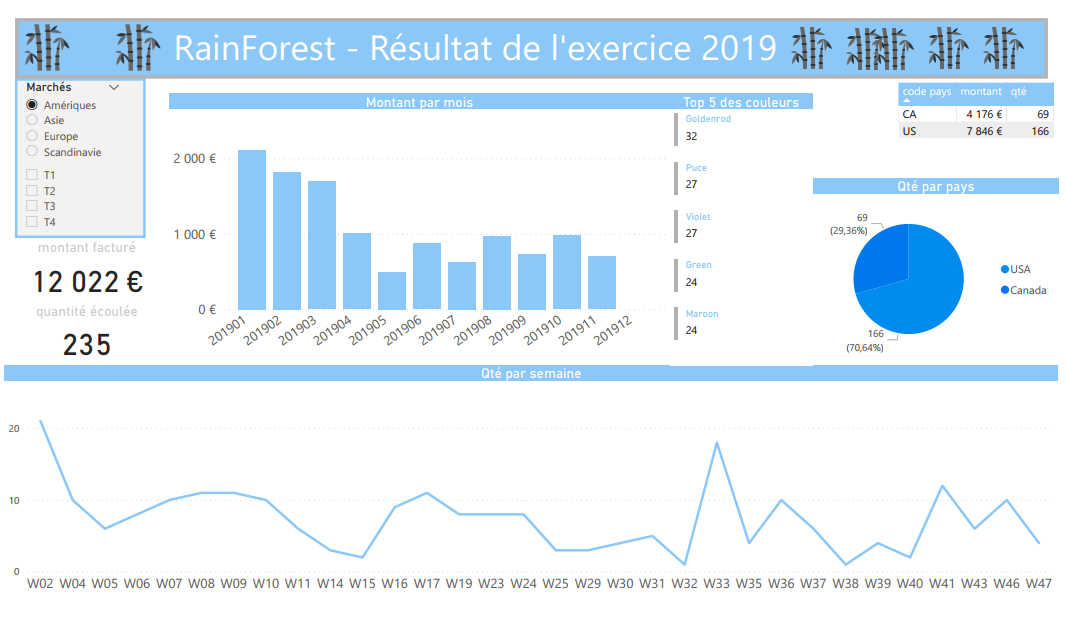 RainForest - Résultat de l'exercice 2019
Marchés
Amériques
Asie
Europe
Scandinavie
T1
T2
T3
T4
montant facturé
12 022 €
quantité écoulée
235
Montant par mois
2 000 €
1 000 €
0 €
201901 201902 201903 201904 201905 201906 201907 201908 201909 201910 201911 201912
Top 5 des couleurs
Goldenrod
32
Puce
27
Violet
27
Green
24
Maroon
24
code pays montant qté
CA 4 176 € 69
US 7 846 € 166
Qté par pays
69
(29,36%)
166
(70,64%)
USA
Canada
Qté par semaine
20
10
0
W02 W04 W05 W06 W07 W08 W09 W10 W11 W14 W15 W16 W17 W19 W23 W24 W25 W29 W30 W31 W32 W33 W35 W36 W37 W38 W39 W40 W41 W43 W46 W47